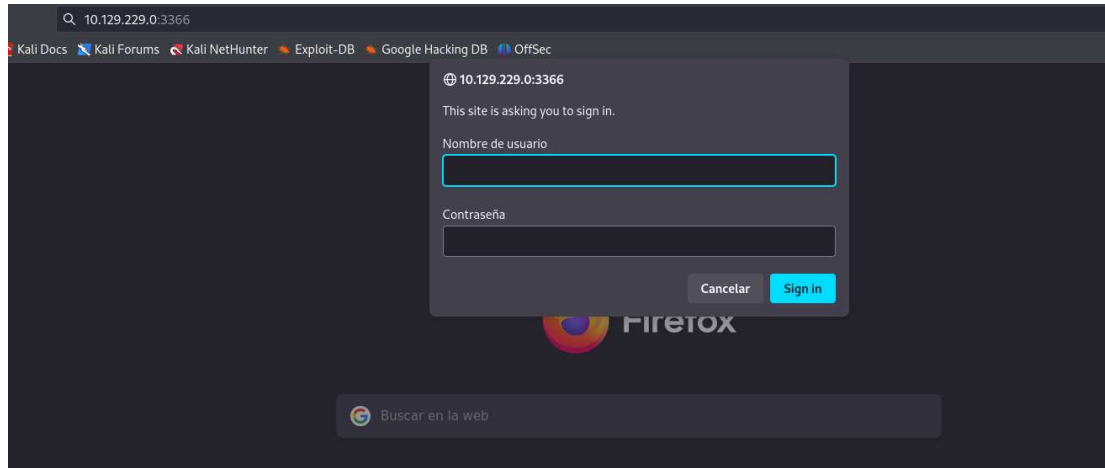 10.129.229.0:3366
Kali Docs Kali Forums Kali NetHunter Exploit-DB Google Hacking DB OffSec
10.129.229.0:3366
This site is asking you to sign in.
Nombre de usuario
Contraseña
Cancelar Sign in
Firefox
Buscar en la web